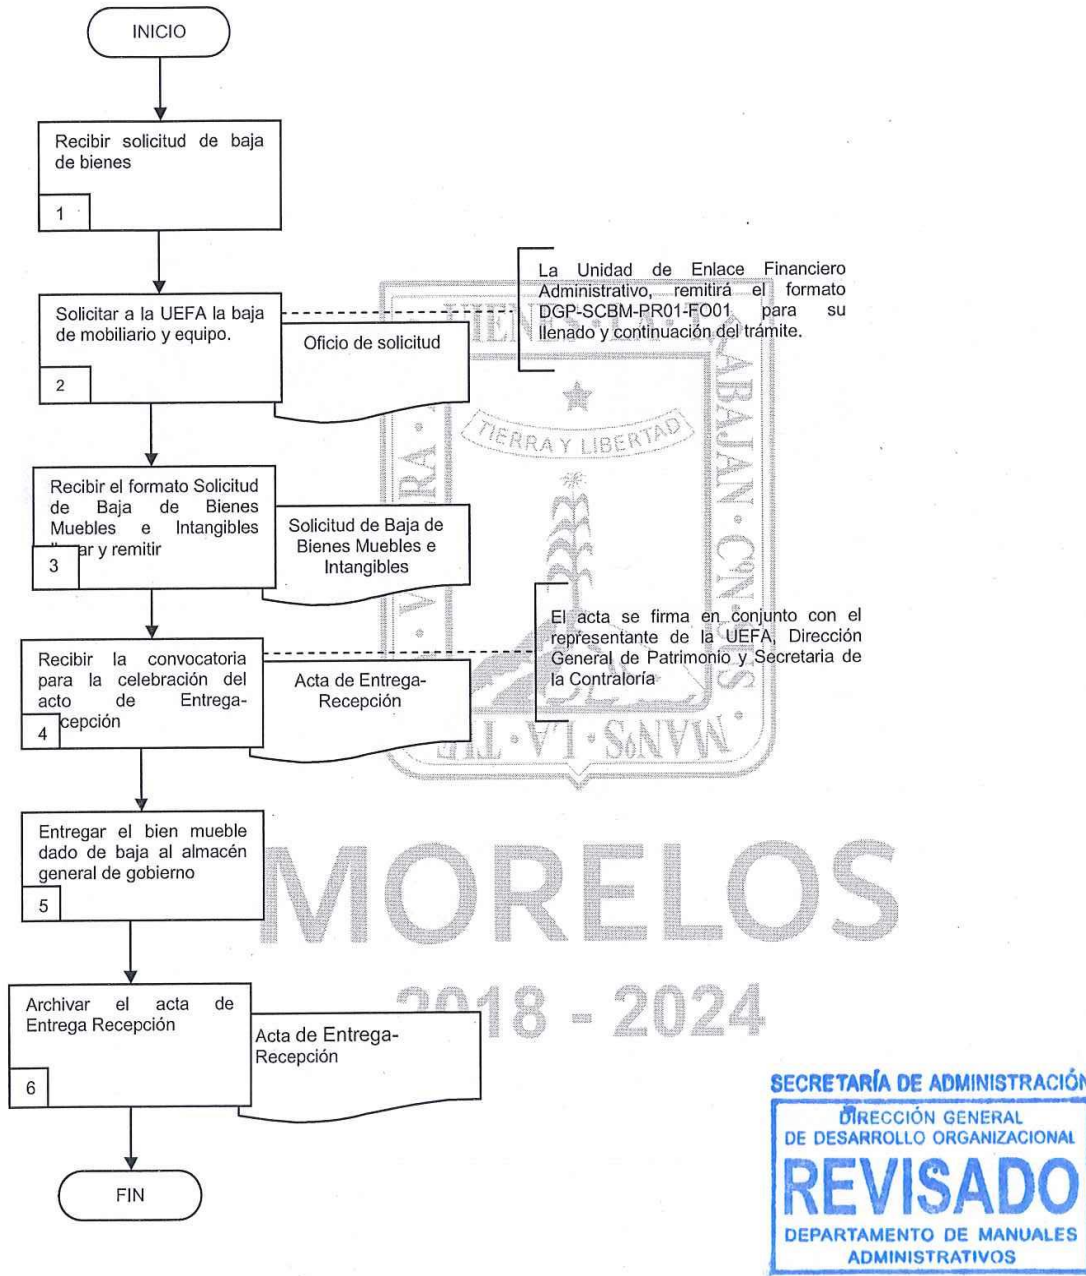 INICIO
Recibir solicitud de baja
de bienes
1
La Unidad de Enlace Financiero
Administrativo, remitirá el formato
DGP-SCBM-PR01-FO01 para su
llenado y continuación del trámite.
Solicitar a la UEFA la baja
de mobiliario y equipo.
2
Oficio de solicitud
TIERRA Y LIBERTAD
Recibir el formato Solicitud
de Baja de Bienes
Muebles e Intangibles
y remitir
3
Solicitud de Baja de
Bienes Muebles e
Intangibles
El acta se firma en conjunto con el
representante de la UEFA, Dirección
General de Patrimonio y Secretaria de
la Contraloría
Recibir la convocatoria
para la celebración del
acto de Entrega-
4
Acta de Entrega-
Recepción
Entregar el bien mueble
dado de baja al almacén
general de gobierno
5
MORELOS
2018 - 2024
Archivar el acta de
Entrega Recepción
6
Acta de Entrega-
Recepción
FIN
SECRETARÍA DE ADMINISTRACIÓN
DIRECCIÓN GENERAL
DE DESARROLLO ORGANIZACIONAL
REVISADO
DEPARTAMENTO DE MANUALES
ADMINISTRATIVOS